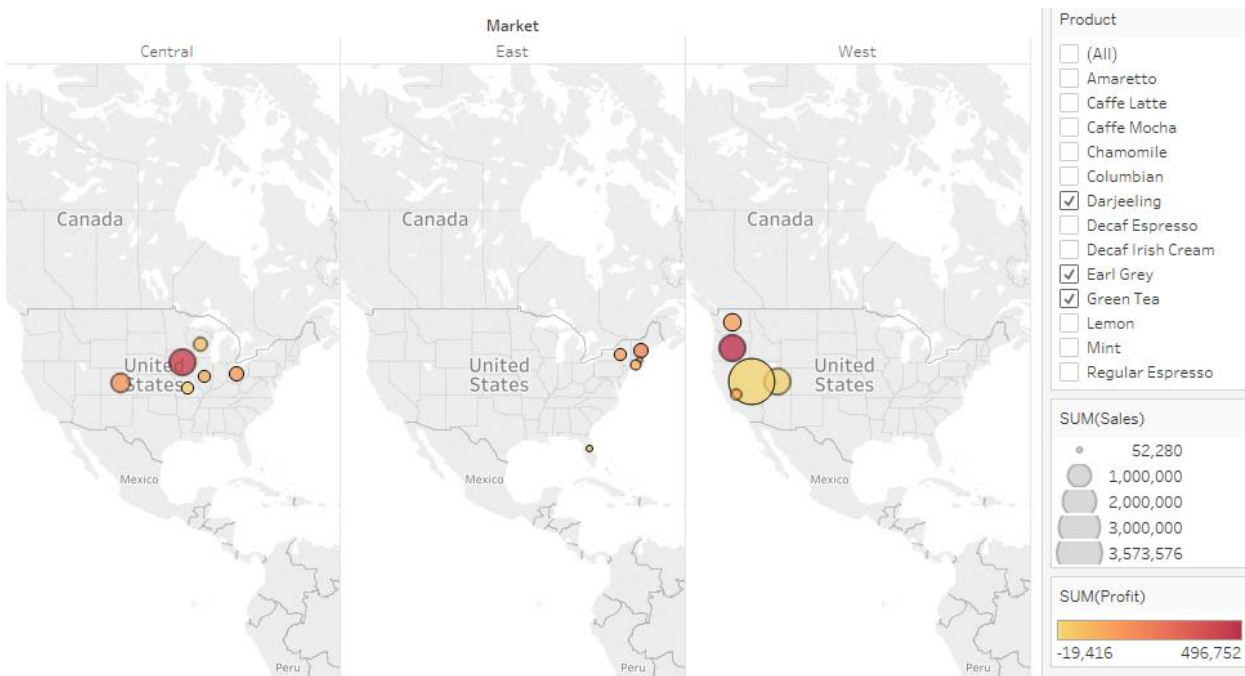 Market
Central
East
West
Canada
United
States
Mexico
Peru
Canada
United
States
Mexico
Peru
Canada
United
States
Mexico
Peru
Product
(All)
Amaretto
Caffe Latte
Caffe Mocha
Chamomile
Columbian
Darjeeling
Decaf Espresso
Decaf Irish Cream
Earl Grey
Green Tea
Lemon
Mint
Regular Espresso
SUM(Sales)
52,280
1,000,000
2,000,000
3,000,000
3,573,576
SUM(Profit)
-19,416 496,752